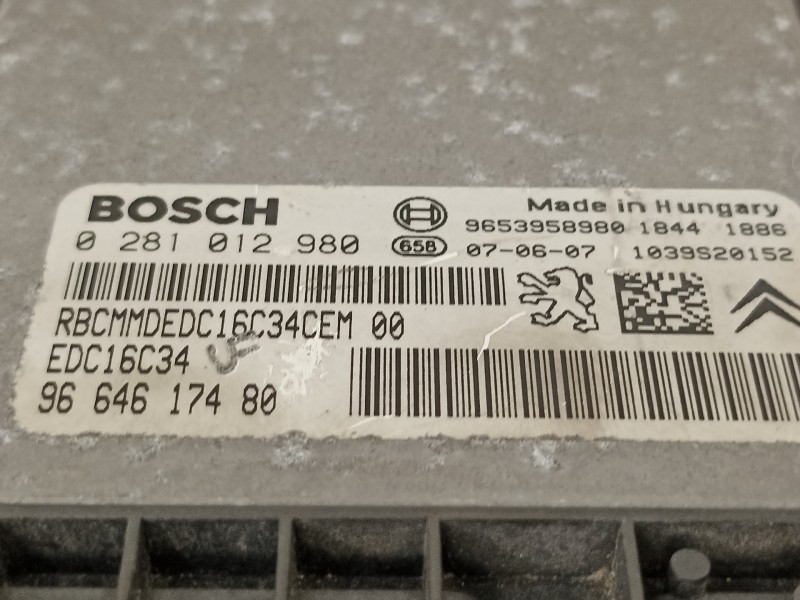 BOSCH
Made in Hungary
9653958980 1844 1886
0 281 012 980
658 07-06-07 1039S20152
RBCMMDEDC16C34CEM 00
EDC16C34
96 646 174 80